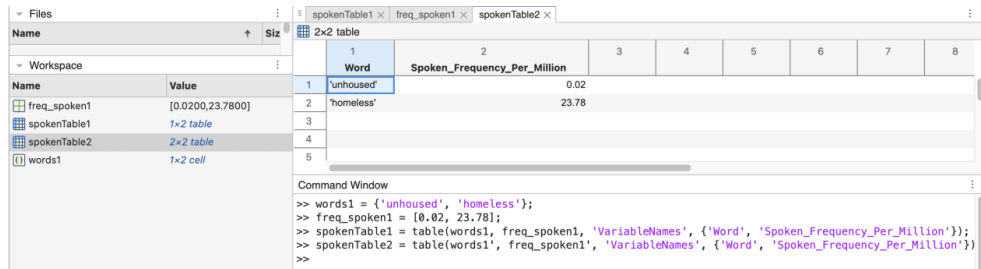 Files
Name Siz
Workspace
Name Value
freq_spoken1 [0.0200,23.7800]
spokenTable1 1×2 table
spokenTable2 2×2 table
words1 1×2 cell
spokenTable1 × freq_spoken1 × spokenTable2 ×
2×2 table
1 2 3 4 5 6 7 8
Word Spoken_Frequency_Per_Million
1 'unhoused' 0.02
2 'homeless' 23.78
3
4
5
Command Window
>> words1 = {'unhoused', 'homeless'};
>> freq_spoken1 = [0.02, 23.78];
>> spokenTable1 = table(words1, freq_spoken1, 'VariableNames', {'Word', 'Spoken_Frequency_Per_Million'});
>> spokenTable2 = table(words1', freq_spoken1', 'VariableNames', {'Word', 'Spoken_Frequency_Per_Million'})
>>